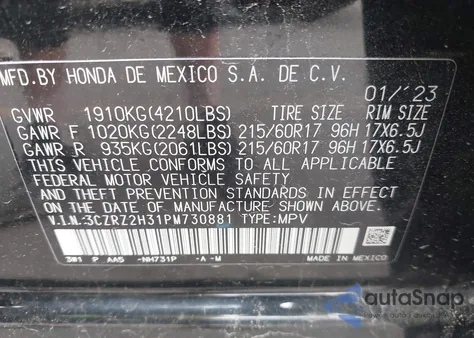 MFD.BY HONDA DE MEXICO S.A. DE C.V.
01/'23
GVWR 1910KG(4210LBS) TIRE SIZE RIM SIZE
GAWR F 1020KG(2248LBS) 215/60R17 96H 17X6.5J
GAWR R 935KG(2061LBS) 215/60R17 96H 17X6.5J
THIS VEHICLE CONFORMS TO ALL APPLICABLE
FEDERAL MOTOR VEHICLE SAFETY
AND THEFT PREVENTION STANDARDS IN EFFECT
ON THE DATE OF MANUFACTURE SHOWN ABOVE.
V.I.N.:3CZRZ2H31PM730881 TYPE:MPV
3W1 P AAS -NH731P -A-M
autoSnap